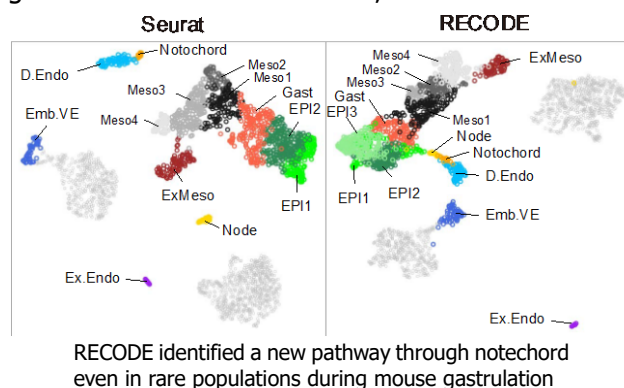 Seurat
RECODE
Notochord
D.Endo
Meso2
Meso1
Meso3
Gast
EPI2
Meso4
Emb.VE
ExMeso
EPI1
Node
Ex.Endo
Meso4
ExMeso
Meso2
Meso3
Gast
EPI3
Meso1
Node
Notochord
D.Endo
EPI1
EPI2
Emb.VE
Ex.Endo
RECODE identified a new pathway through notechord
even in rare populations during mouse gastrulation